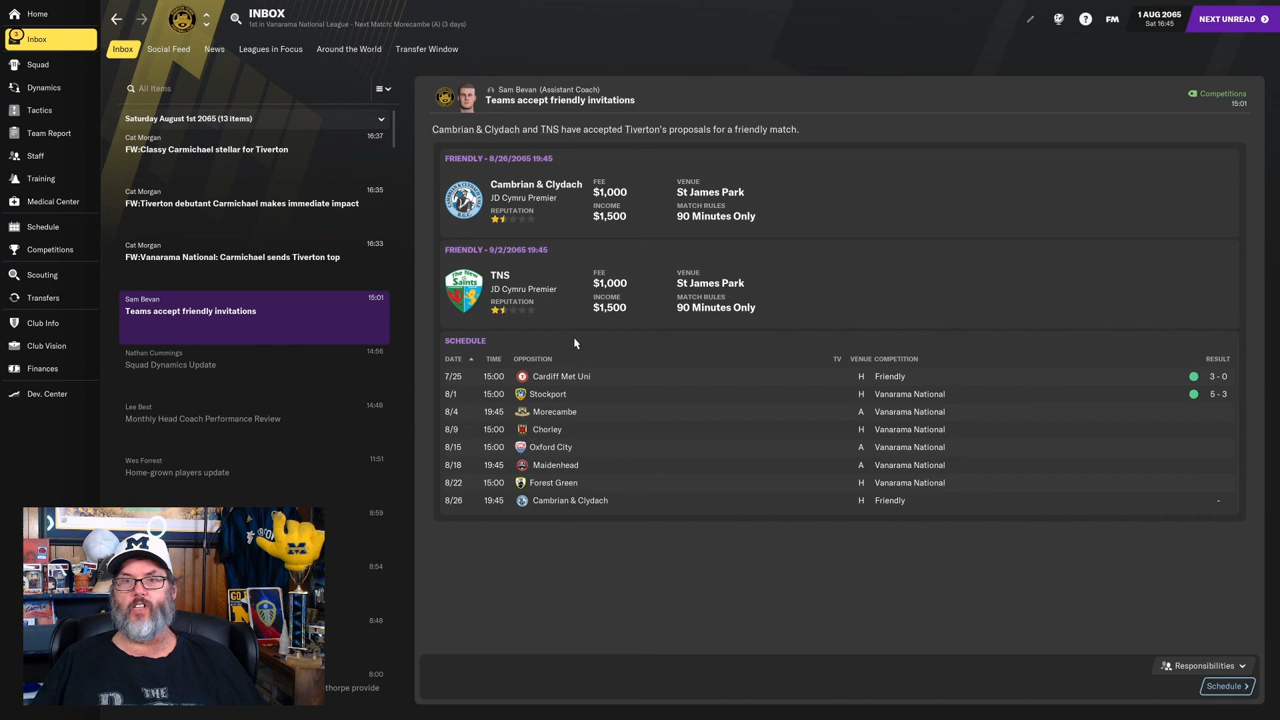 INBOX
1st in Vanarama National League - Next Match: Morecambe (A) (3 days)
FM
1 AUG 2065
Sat 16:45
NEXT UNREAD
Home
3
Inbox
Squad
Dynamics
Tactics
Team Report
Staff
Training
Medical Center
Schedule
Competitions
Scouting
Transfers
Club Info
Club Vision
Finances
Dev. Center
Inbox
Social Feed
News
Leagues in Focus
Around the World
Transfer Window
All Items
Saturday August 1st 2065 (13 Items)
Cat Morgan 16:37
FW:Classy Carmichael stellar for Tiverton
Cat Morgan 16:35
FW:Tiverton debutant Carmichael makes immediate impact
Cat Morgan 16:33
FW:Vanarama National: Carmichael sends Tiverton top
Sam Bevan 15:01
Teams accept friendly invitations
Nathan Cummings 14:56
Squad Dynamics Update
Lee Best 14:48
Monthly Head Coach Performance Review
Wes Forrest 11:51
Home-grown players update
8:59
8:54
8:48
8:00
thorpe provide
Sam Bevan (Assistant Coach)
Teams accept friendly invitations
Competitions
15:01
Cambrian & Clydach and TNS have accepted Tiverton's proposals for a friendly match.
FRIENDLY - 8/26/2065 19:45
Cambrian & Clydach
JD Cymru Premier
REPUTATION
FEE
$1,000
INCOME
$1,500
VENUE
St James Park
MATCH RULES
90 Minutes Only
FRIENDLY - 9/2/2065 19:45
The New Saints
TNS
JD Cymru Premier
REPUTATION
FEE
$1,000
INCOME
$1,500
VENUE
St James Park
MATCH RULES
90 Minutes Only
SCHEDULE
DATE TIME OPPOSITION TV VENUE COMPETITION RESULT
7/25 15:00 Cardiff Met Uni H Friendly 3 - 0
8/1 15:00 Stockport H Vanarama National 5 - 3
8/4 19:45 Morecambe A Vanarama National
8/9 15:00 Chorley H Vanarama National
8/15 15:00 Oxford City A Vanarama National
8/18 19:45 Maidenhead A Vanarama National
8/22 15:00 Forest Green H Vanarama National
8/26 19:45 Cambrian & Clydach H Friendly -
Responsibilities
Schedule
M
M
GO
THE